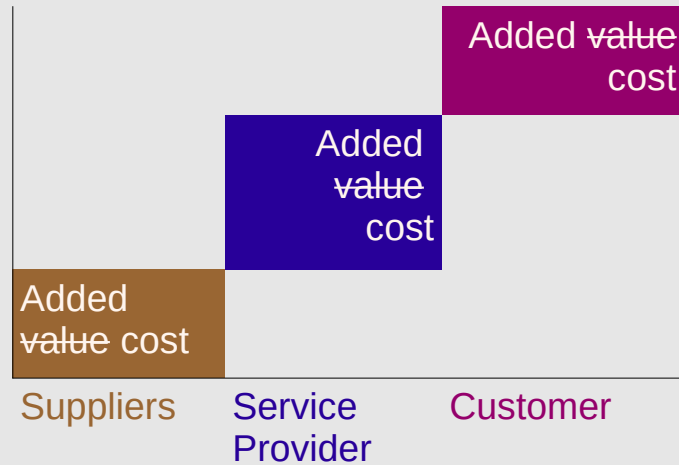 Added value
cost
Added
value
cost
Added
value cost
Suppliers
Service
Provider
Customer